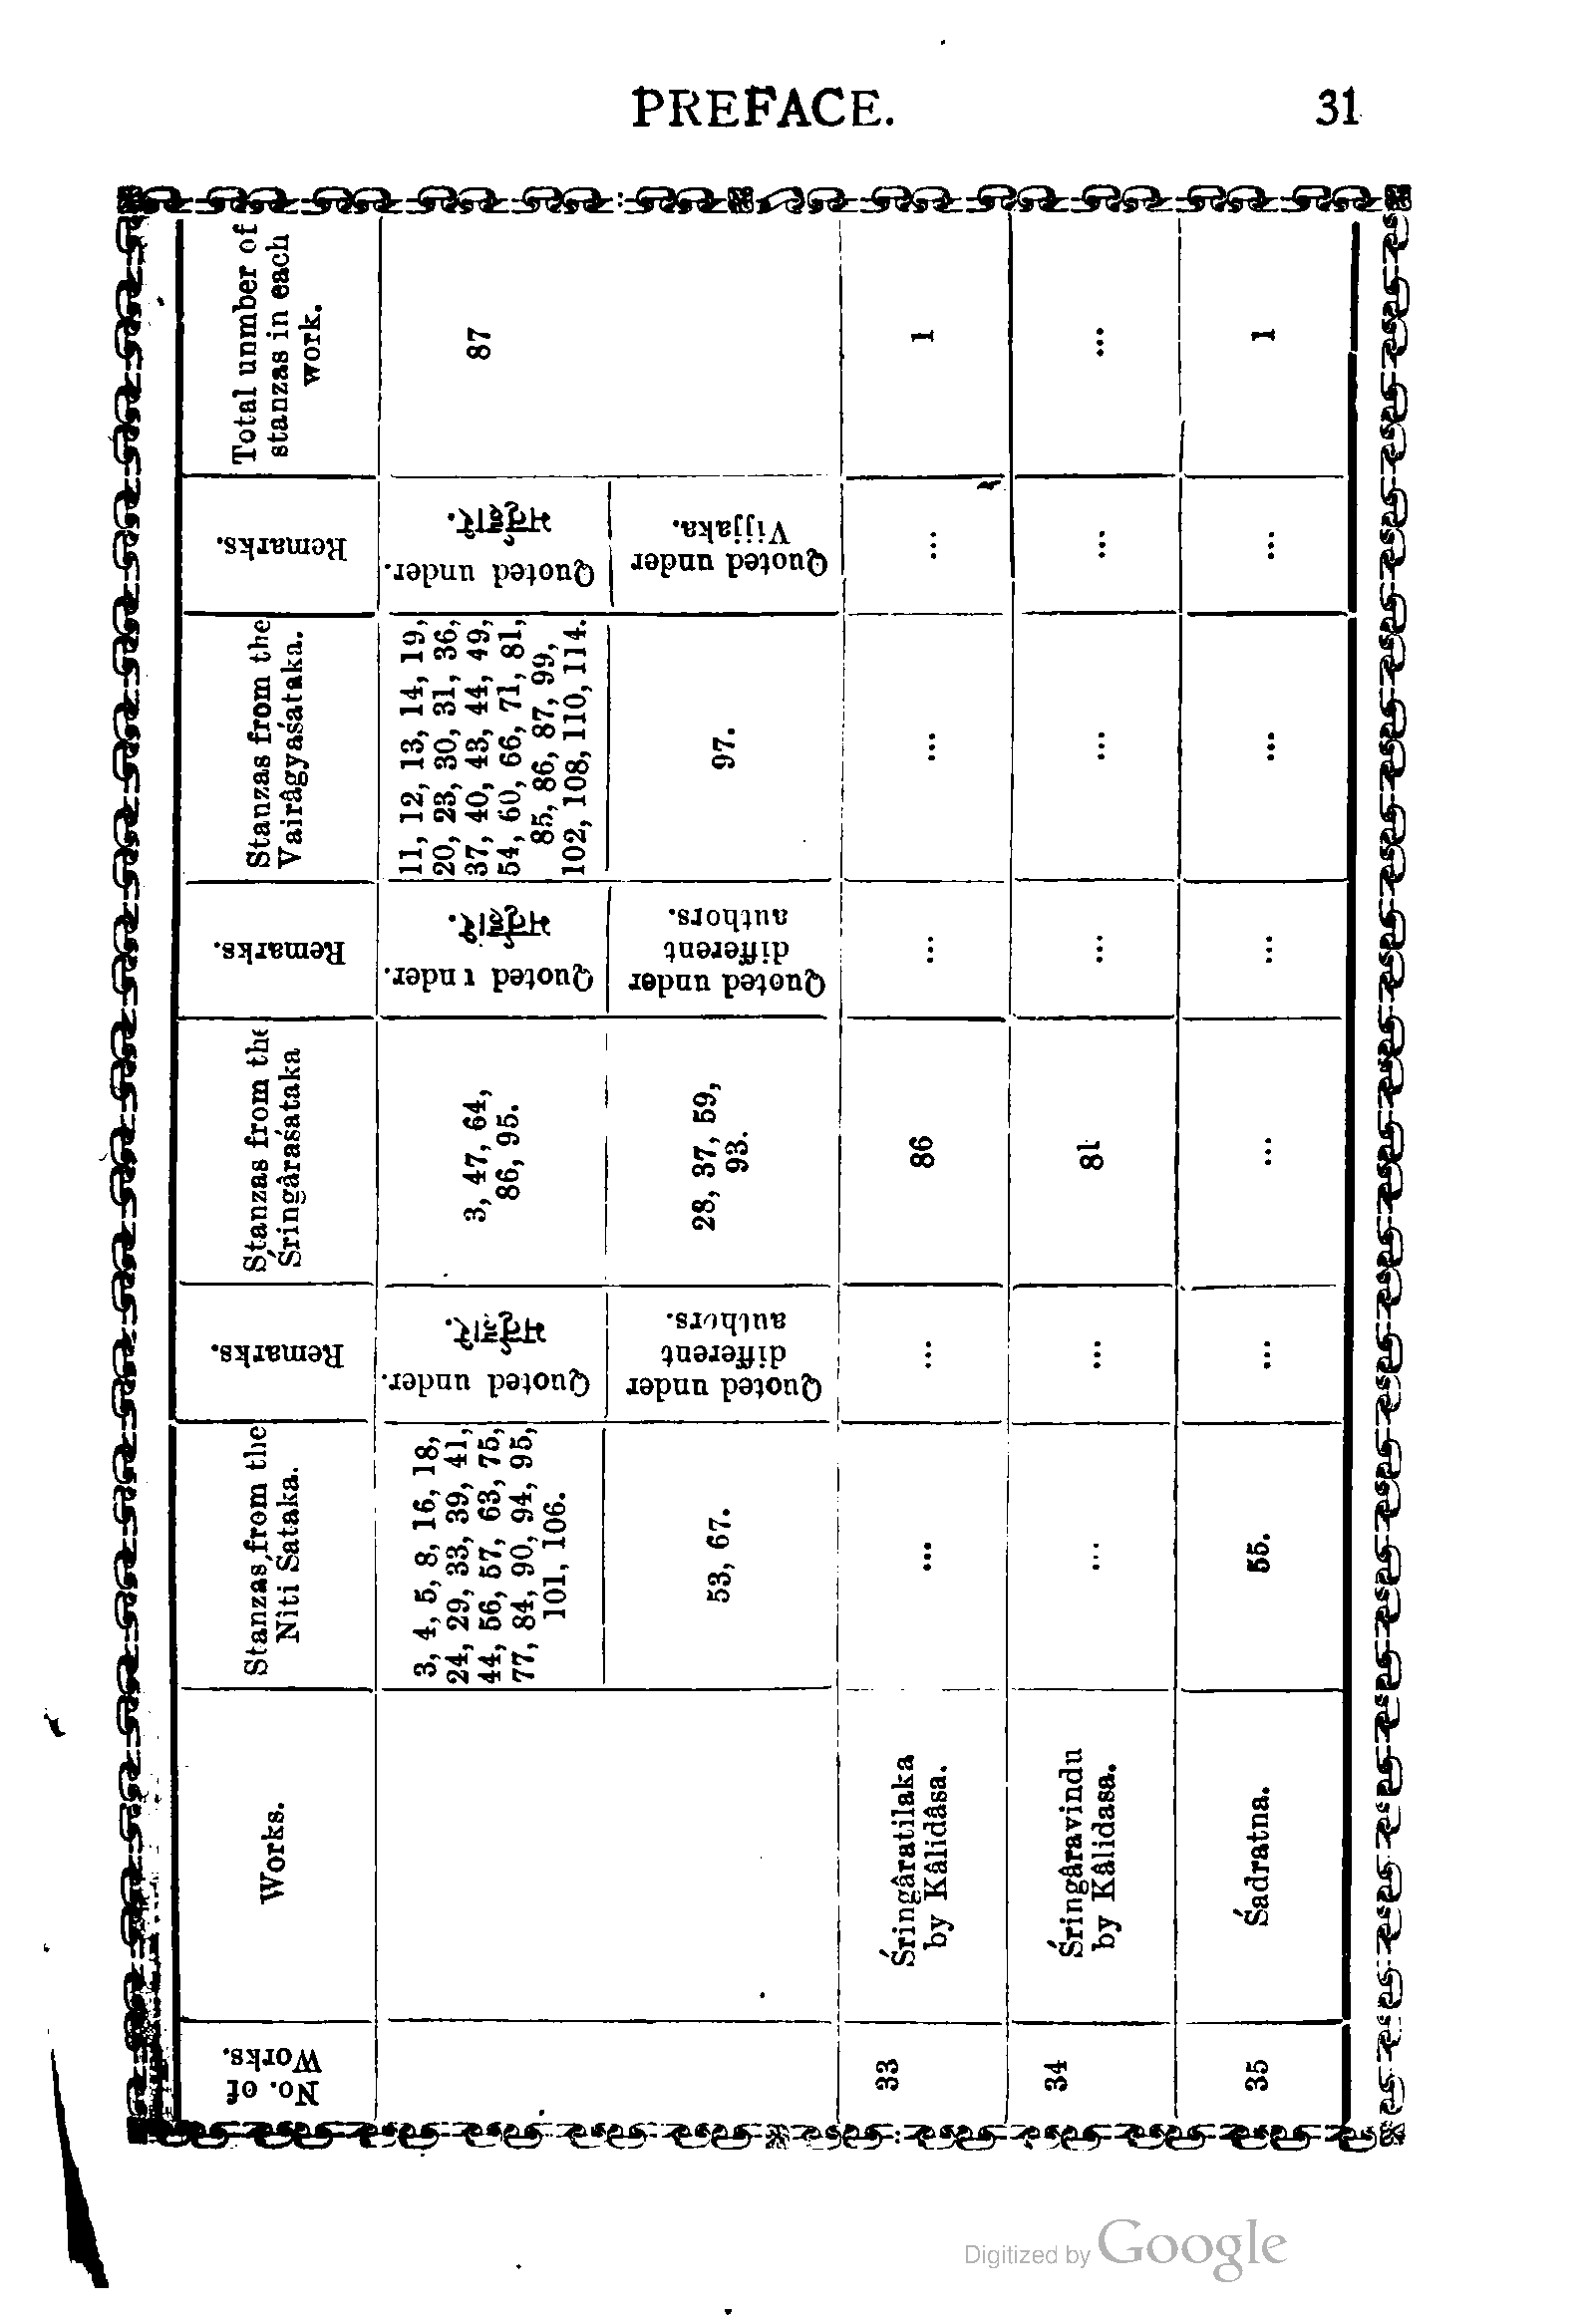 PREFACE.
31
No. of
Works.
Works.
Stanzas from the
Nîti Śataka.
Remarks.
Stanzas from the
Śringâraśataka
Remarks.
Stanzas from the
Vairâgyaśataka.
Remarks.
Total unmber of
stanzas in each
work.
3, 4, 5, 8, 16, 18,
24, 29, 33, 39, 41,
44, 56, 57, 63, 75,
77, 84, 90, 94, 95,
101, 106.
Quoted under.
भर्तृहरि.
3, 47, 64,
86, 95.
Quoted under.
भर्तृहरि.
11, 12, 13, 14, 19,
20, 23, 30, 31, 36,
37, 40, 43, 44, 49,
54, 60, 66, 71, 81,
85, 86, 87, 99,
102, 108, 110, 114.
Quoted under.
भर्तृहरि.
87
53, 67.
Quoted under
different
authors.
28, 37, 59,
93.
Quoted under
different
authors.
97.
Quoted under
Vijjaka.
33
Śringâratilaka
by Kâlidâsa.
...
...
86
...
...
...
1
34
Śringâravindu
by Kâlidasa.
...
...
81
...
...
...
...
35
Śadratna.
55.
...
...
...
...
...
1
Digitized by Google